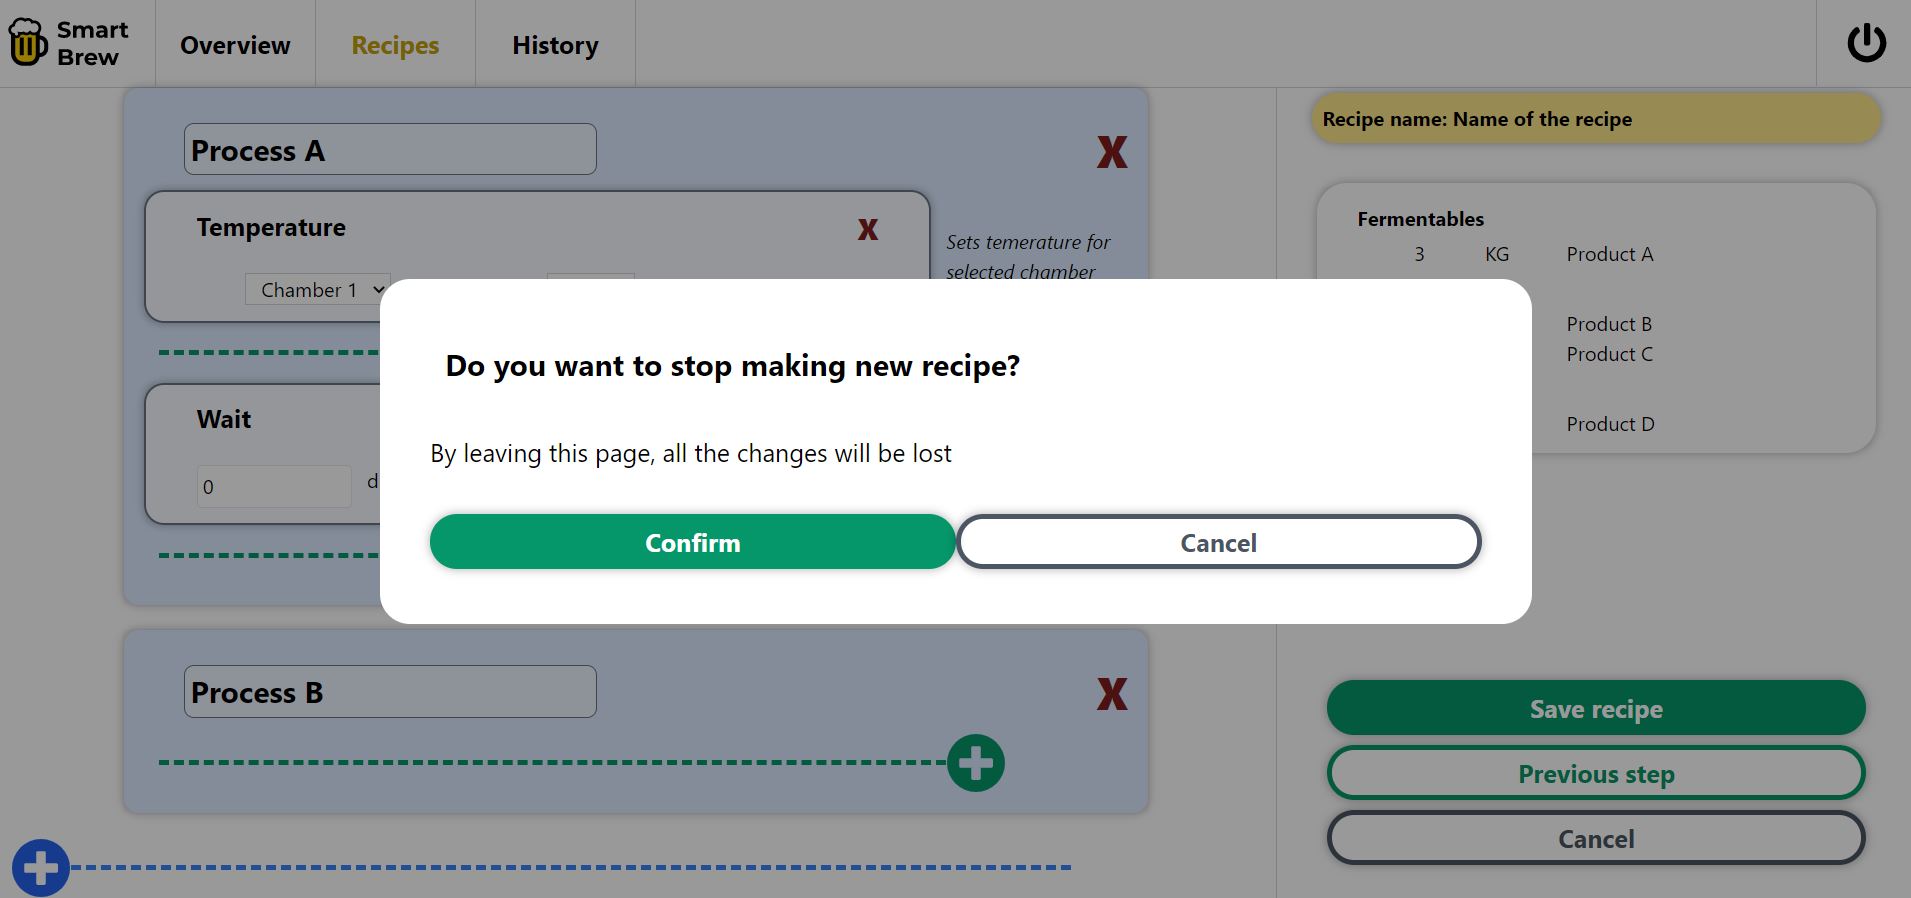 Smart
Brew
Overview
Recipes
History
Process A
X
Temperature
X
Chamber 1
Sets temerature for
selected chamber
Wait
0
d
Do you want to stop making new recipe?
By leaving this page, all the changes will be lost
Confirm
Cancel
Process B
X
Recipe name: Name of the recipe
Fermentables
3 KG Product A
Product B
Product C
Product D
Save recipe
Previous step
Cancel